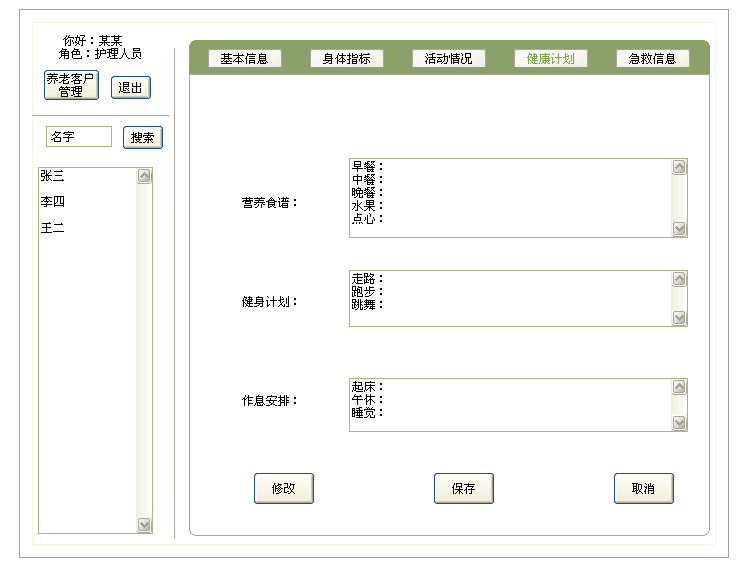 你好：某某
角色：护理人员
养老客户
管理
退出
名字
搜索
张三
李四
王二
基本信息
身体指标
活动情况
健康计划
急救信息
营养食谱：
早餐：
中餐：
晚餐：
水果：
点心：
健身计划：
走路：
跑步：
跳舞：
作息安排：
起床：
午休：
睡觉：
修改
保存
取消